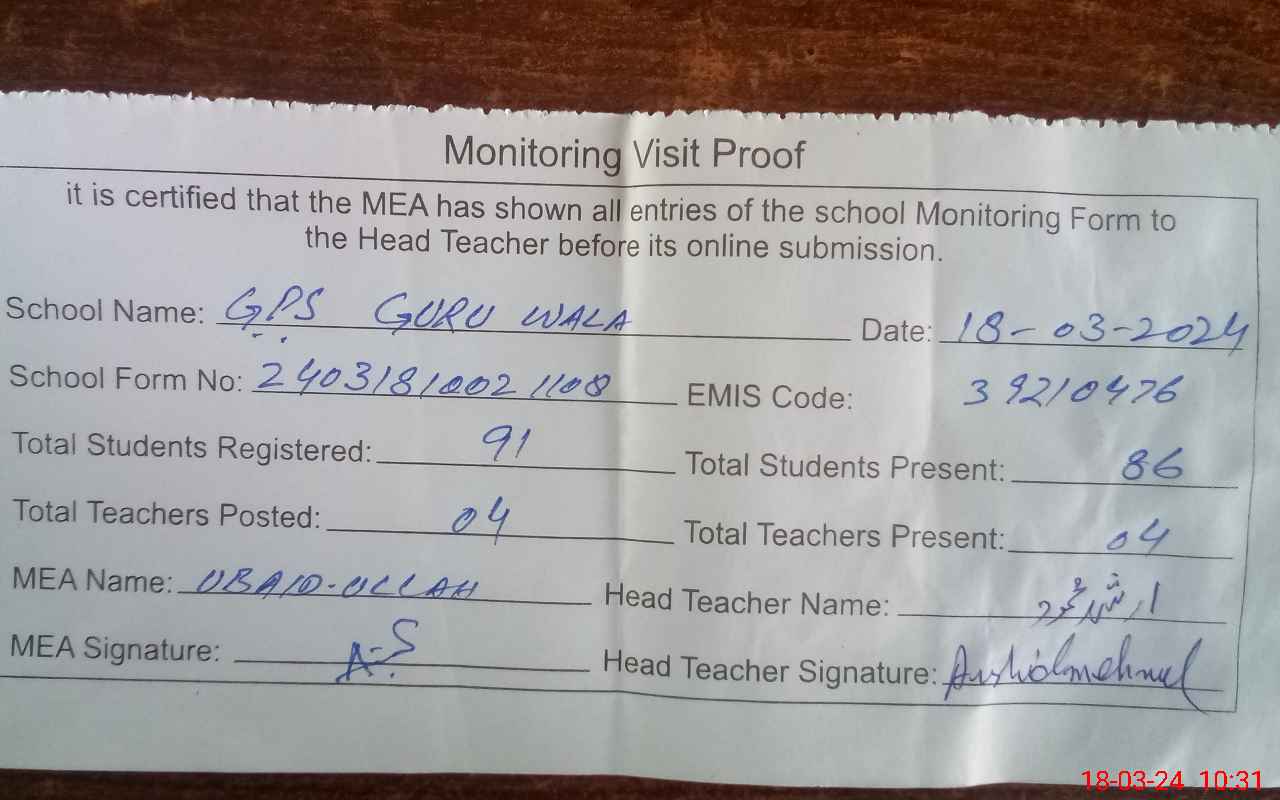 Monitoring Visit Proof
it is certified that the MEA has shown all entries of the school Monitoring Form to
the Head Teacher before its online submission.
School Name: GPS GURU WALA Date: 18-03-2024
School Form No: 24031810021108 EMIS Code: 39210476
Total Students Registered: 91 Total Students Present: 86
Total Teachers Posted: 04 Total Teachers Present: 04
MEA Name: UBAID-ULLAH Head Teacher Name: ارشد محمود
MEA Signature: A-S Head Teacher Signature:
18-03-24 10:31